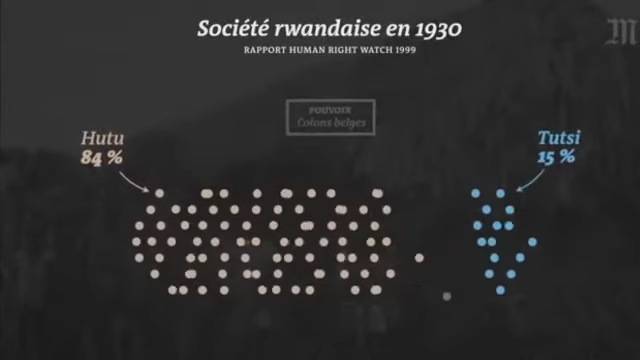 Société rwandaise en 1930
RAPPORT HUMAN RIGHT WATCH 1999
M
POUVOIR
Colons belges
Hutu
84 %
Tutsi
15 %